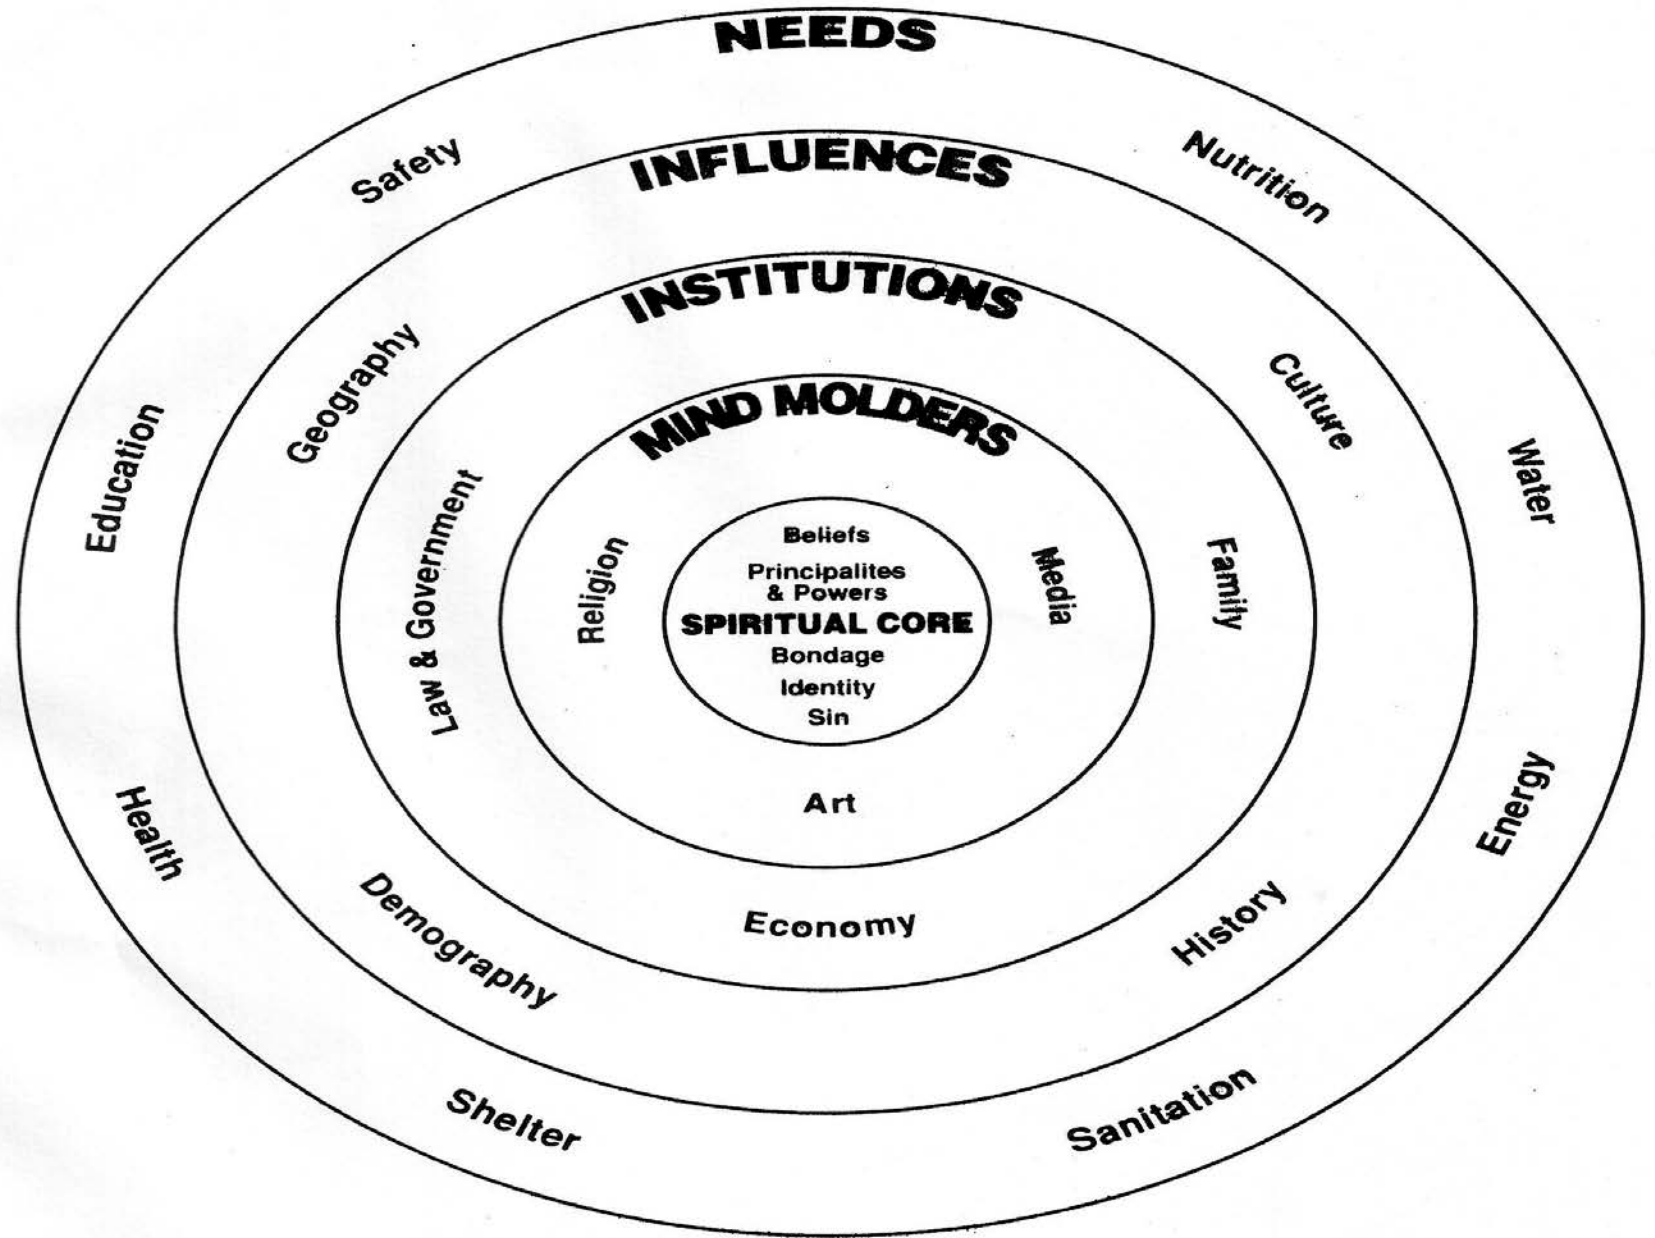 NEEDS
Safety
Nutrition
INFLUENCES
INSTITUTIONS
Geography
Culture
MIND MOLDERS
Education
Water
Law & Government
Religion
Beliefs
Principalites
& Powers
SPIRITUAL CORE
Bondage
Identity
Sin
Media
Family
Art
Health
Energy
Economy
Demography
History
Shelter
Sanitation